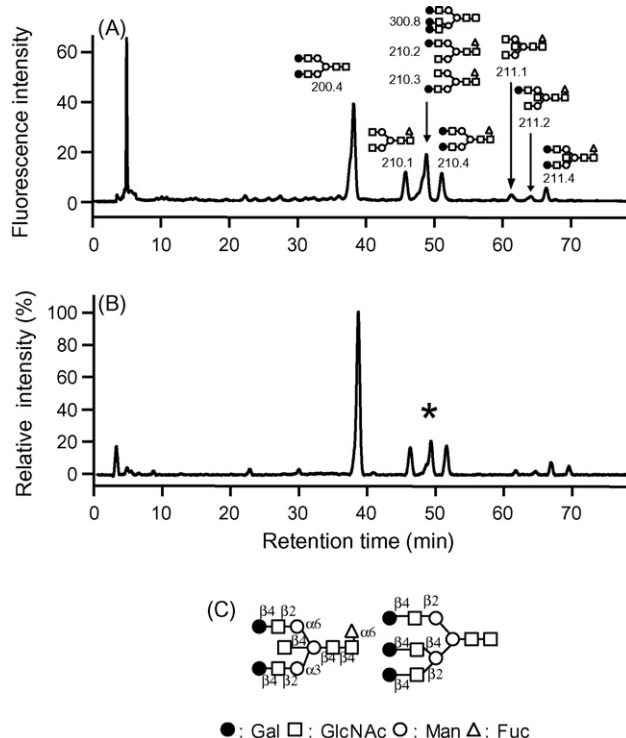 (A)
Fluorescence intensity
60
40
20
0
200.4
300.8
210.2
210.3
210.1
210.4
211.1
211.2
211.4
0 10 20 30 40 50 60 70
(B)
Relative intensity (%)
100
80
60
40
20
0
*
0 10 20 30 40 50 60 70
Retention time (min)
(C)
β4 β2 α6
β4 α6
β4 β4
α3
β4 β2
β4 β2
β4 β4
β4 β2
●: Gal □: GlcNAc ○: Man △: Fuc